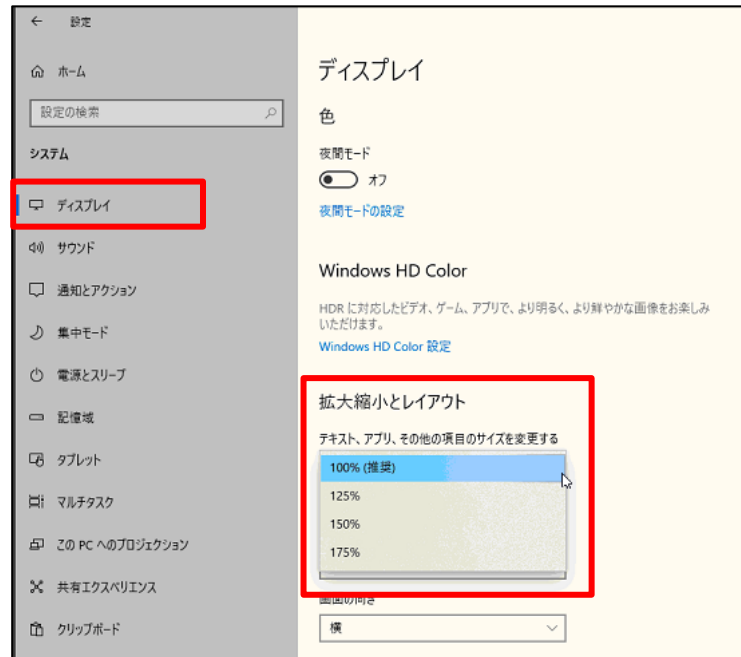 設定
ホーム
設定の検索
システム
ディスプレイ
サウンド
通知とアクション
集中モード
電源とスリープ
記憶域
タブレット
マルチタスク
この PC へのプロジェクション
共有エクスペリエンス
クリップボード
ディスプレイ
色
夜間モード
オフ
夜間モードの設定
Windows HD Color
HDR に対応したビデオ、ゲーム、アプリで、より明るく、より鮮やかな画像をお楽しみ
いただけます。
Windows HD Color 設定
拡大縮小とレイアウト
テキスト、アプリ、その他の項目のサイズを変更する
100% (推奨)
125%
150%
175%
画面の向き
横